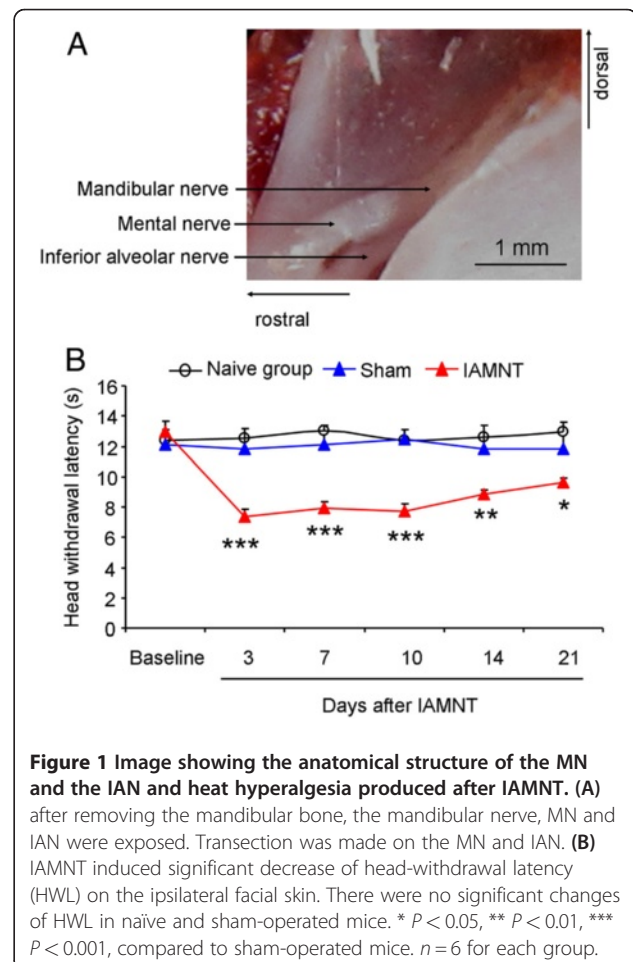 A
dorsal
Mandibular nerve
Mental nerve
Inferior alveolar nerve
1 mm
rostral
B
Naive group Sham IAMNT
Head withdrawal latency (s)
16
14
12
10
8
6
4
2
0
*** *** *** ** *
Baseline 3 7 10 14 21
Days after IAMNT
Figure 1 Image showing the anatomical structure of the MN
and the IAN and heat hyperalgesia produced after IAMNT. (A)
after removing the mandibular bone, the mandibular nerve, MN and
IAN were exposed. Transection was made on the MN and IAN. (B)
IAMNT induced significant decrease of head-withdrawal latency
(HWL) on the ipsilateral facial skin. There were no significant changes
of HWL in naïve and sham-operated mice. * P < 0.05, ** P < 0.01, ***
P < 0.001, compared to sham-operated mice. n = 6 for each group.